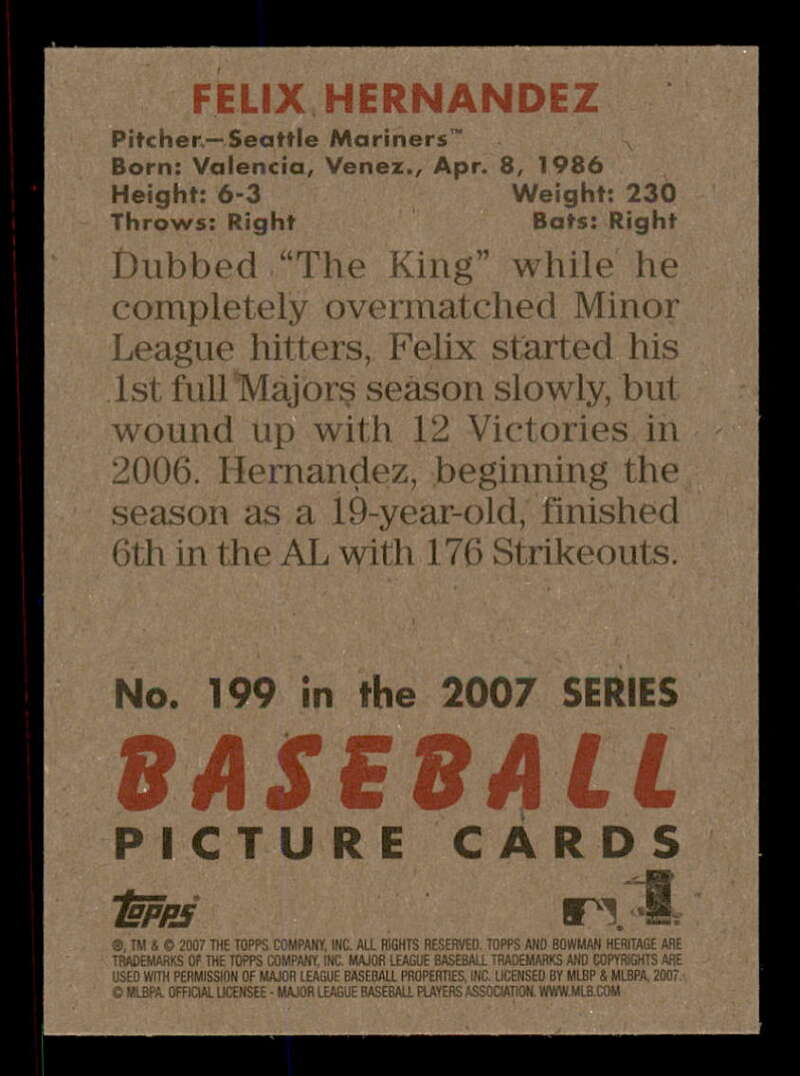 FELIX HERNANDEZ
Pitcher—Seattle Mariners™
Born: Valencia, Venez., Apr. 8, 1986
Height: 6-3 Weight: 230
Throws: Right Bats: Right
Dubbed “The King” while he
completely overmatched Minor
League hitters, Felix started his
1st full Majors season slowly, but
wound up with 12 Victories in
2006. Hernandez, beginning the
season as a 19-year-old, finished
6th in the AL with 176 Strikeouts.
No. 199 in the 2007 SERIES
BASEBALL
PICTURE CARDS
Topps
®, TM & © 2007 THE TOPPS COMPANY, INC. ALL RIGHTS RESERVED. TOPPS AND BOWMAN HERITAGE ARE
TRADEMARKS OF THE TOPPS COMPANY, INC. MAJOR LEAGUE BASEBALL TRADEMARKS AND COPYRIGHTS ARE
USED WITH PERMISSION OF MAJOR LEAGUE BASEBALL PROPERTIES, INC. LICENSED BY MLBP & MLBPA, 2007.
© MLBPA. OFFICIAL LICENSEE - MAJOR LEAGUE BASEBALL PLAYERS ASSOCIATION. WWW.MLB.COM